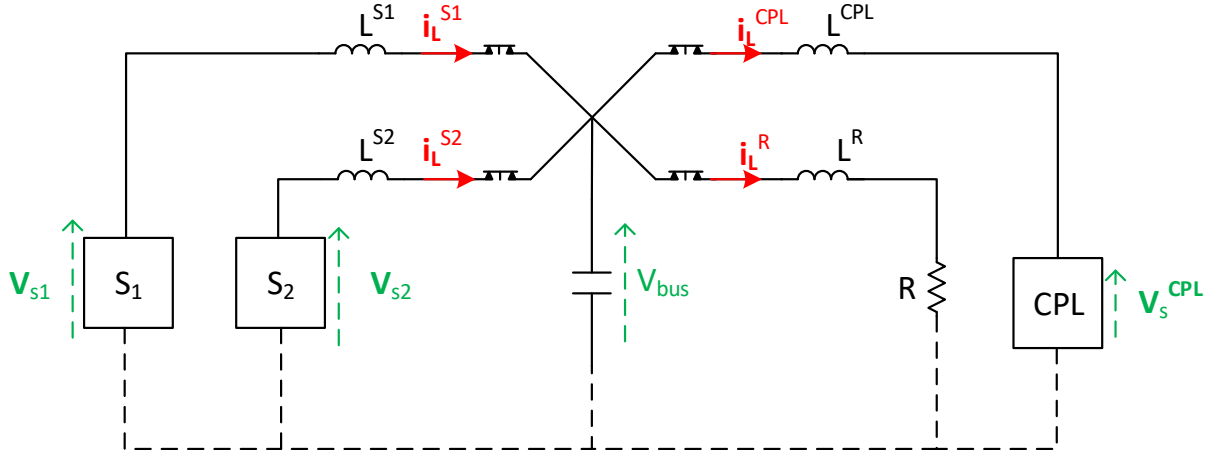 L^S1
i_L^S1
i_L^CPL
L^CPL
L^S2
i_L^S2
i_L^R
L^R
V_s1
S_1
S_2
V_s2
V_bus
R
CPL
V_s^CPL